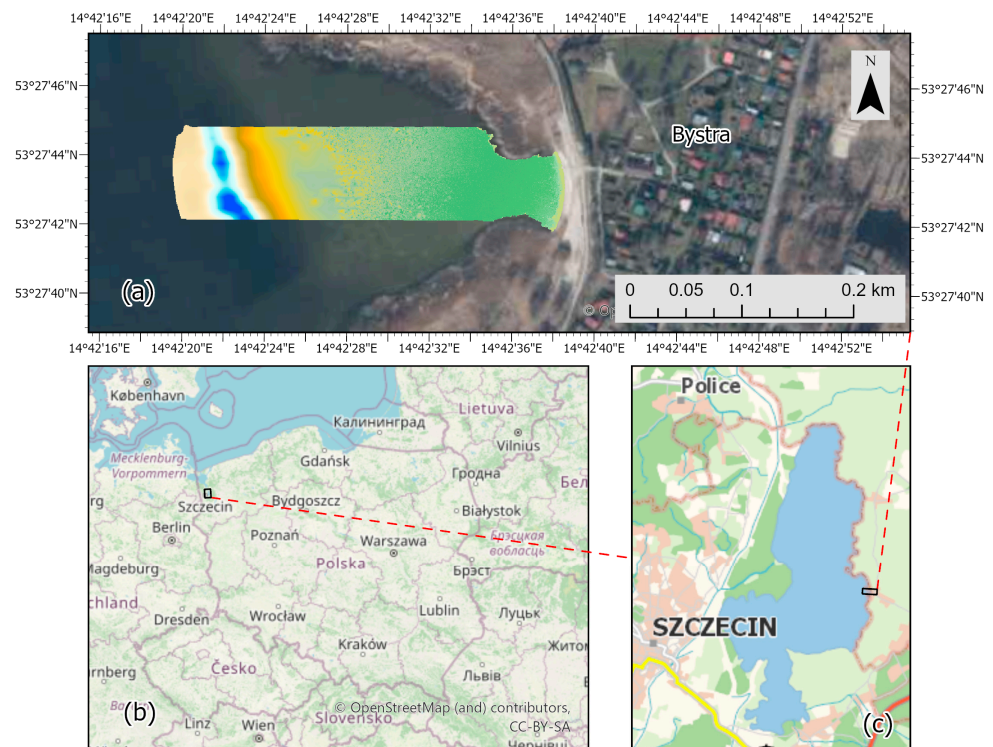 14°42'16"E 14°42'20"E 14°42'24"E 14°42'28"E 14°42'32"E 14°42'36"E 14°42'40"E 14°42'44"E 14°42'48"E 14°42'52"E
N
53°27'46"N 53°27'46"N
Bystra
53°27'44"N 53°27'44"N
53°27'42"N 53°27'42"N
(a)
0 0.05 0.1 0.2 km
53°27'40"N 53°27'40"N
14°42'16"E 14°42'20"E 14°42'24"E 14°42'28"E 14°42'32"E 14°42'36"E 14°42'40"E 14°42'44"E 14°42'48"E 14°42'52"E
København
Калининград
Lietuva
Vilnius
Mecklenburg-
Vorpommern
Gdańsk
Гродна
Бел
rg
Szczecin
Bydgoszcz
Białystok
Berlin
Poznań
Warszawa
Брэсцкая
вобласць
Magdeburg
Polska
Брэст
chland
Dresden
Wrocław
Lublin
Луцьк
Kraków
Житом
rnberg
Česko
Львів
(b)
© OpenStreetMap (and) contributors,
CC-BY-SA
Linz
Wien
Slovensko
Чернівці
Police
SZCZECIN
(c)